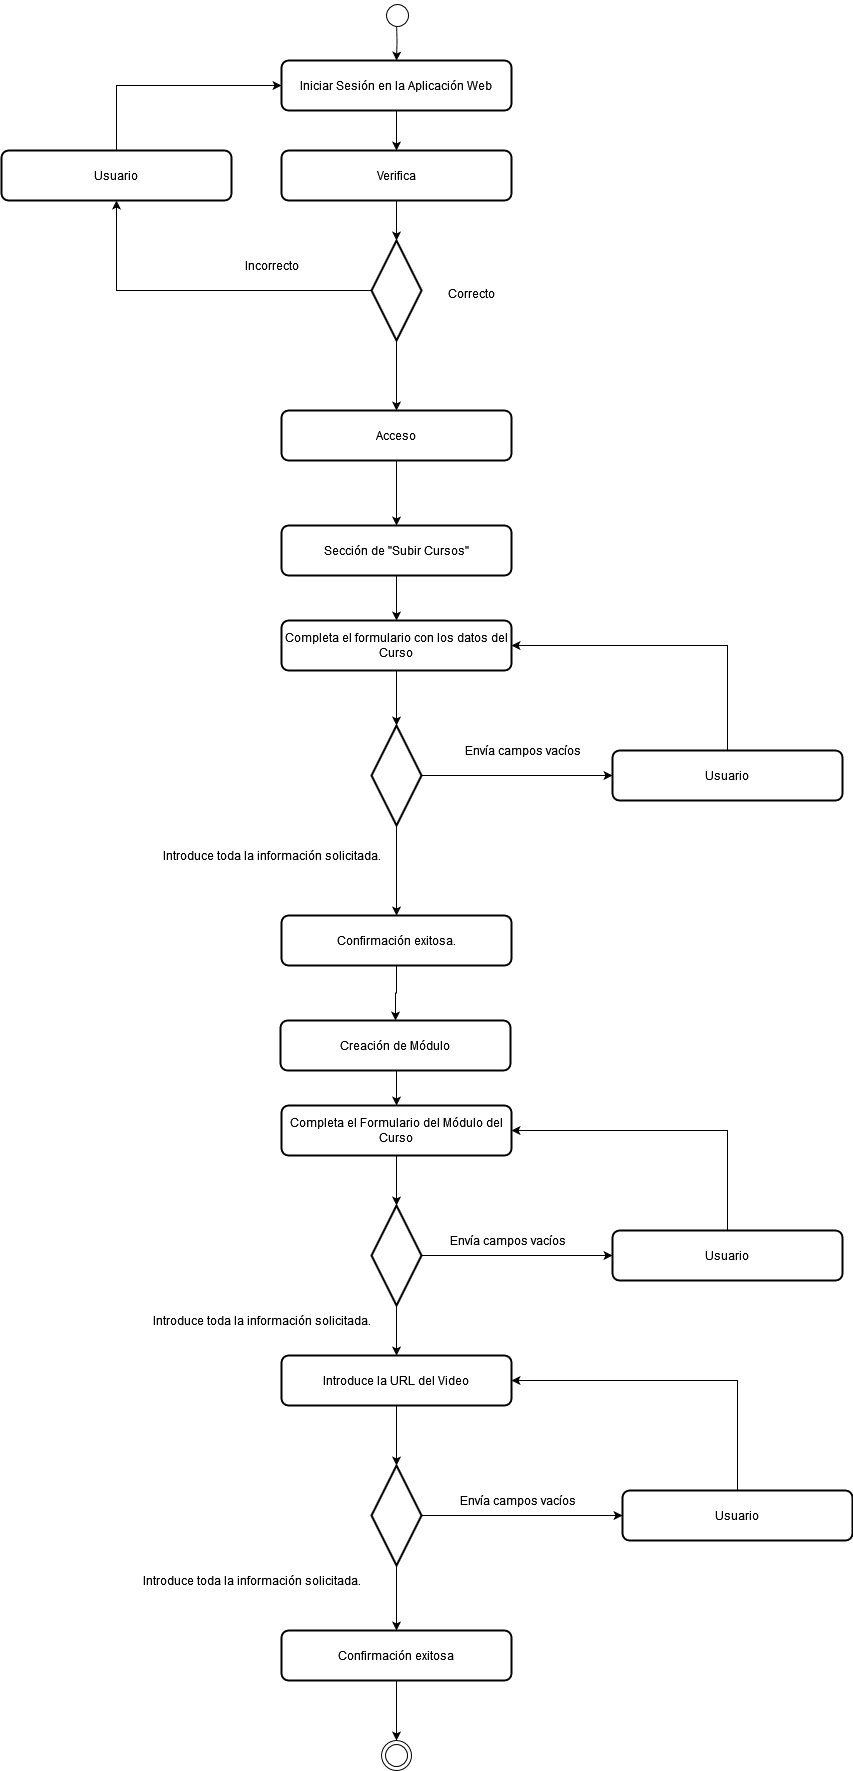 Iniciar Sesión en la Aplicación Web
Usuario
Verifica
Incorrecto
Correcto
Acceso
Sección de "Subir Cursos"
Completa el formulario con los datos del
Curso
Envía campos vacíos
Usuario
Introduce toda la información solicitada.
Confirmación exitosa.
Creación de Módulo
Completa el Formulario del Módulo del
Curso
Envía campos vacíos
Usuario
Introduce toda la información solicitada.
Introduce la URL del Video
Envía campos vacíos
Usuario
Introduce toda la información solicitada.
Confirmación exitosa